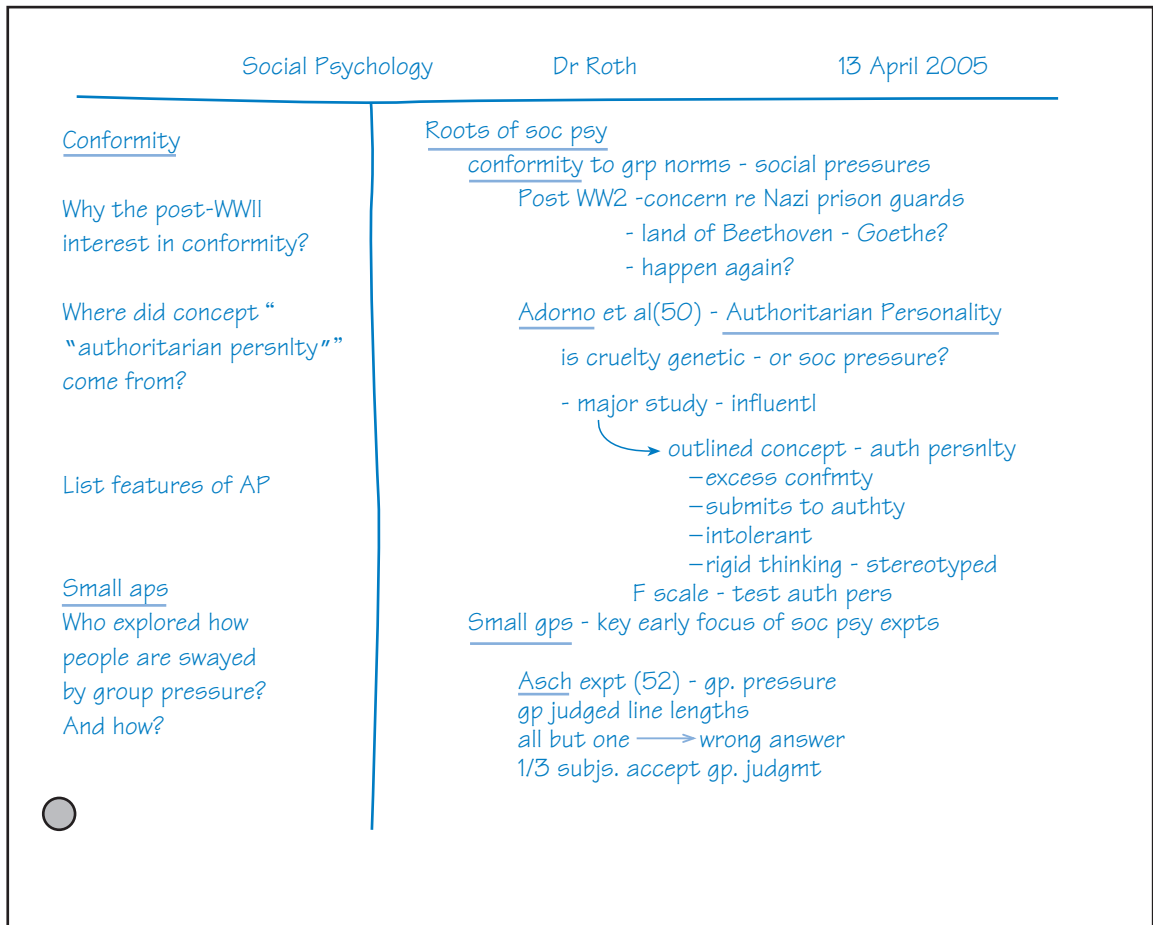 Social Psychology Dr Roth 13 April 2005
Conformity
Why the post-WWII
interest in conformity?
Where did concept “
“authoritarian persnlty””
come from?
List features of AP
Small aps
Who explored how
people are swayed
by group pressure?
And how?
Roots of soc psy
conformity to grp norms - social pressures
Post WW2 -concern re Nazi prison guards
- land of Beethoven - Goethe?
- happen again?
Adorno et al(50) - Authoritarian Personality
is cruelty genetic - or soc pressure?
- major study - influentl
outlined concept - auth persnlty
–excess confmty
–submits to authty
–intolerant
–rigid thinking - stereotyped
F scale - test auth pers
Small gps - key early focus of soc psy expts
Asch expt (52) - gp. pressure
gp judged line lengths
all but one → wrong answer
1/3 subjs. accept gp. judgmt